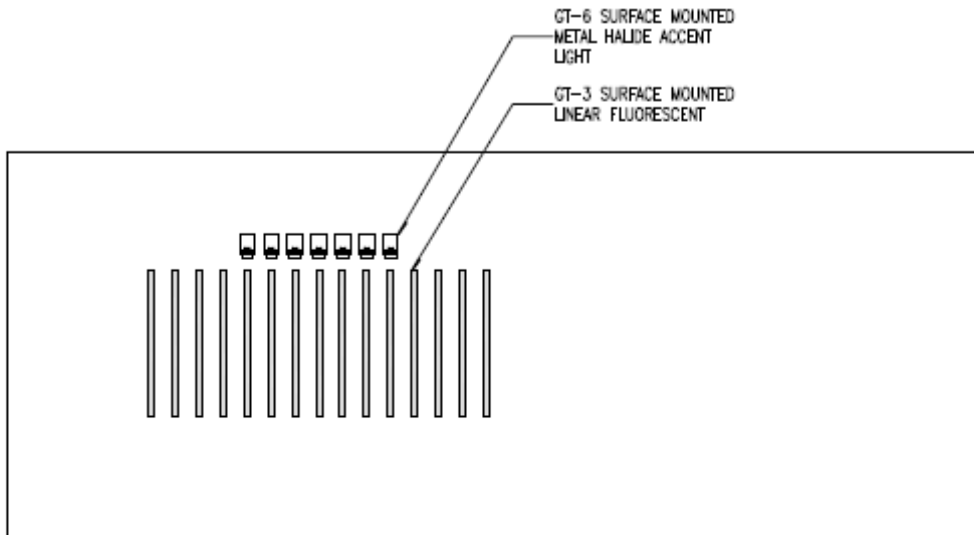 GT-6 SURFACE MOUNTED
METAL HALIDE ACCENT
LIGHT
GT-3 SURFACE MOUNTED
LINEAR FLUORESCENT